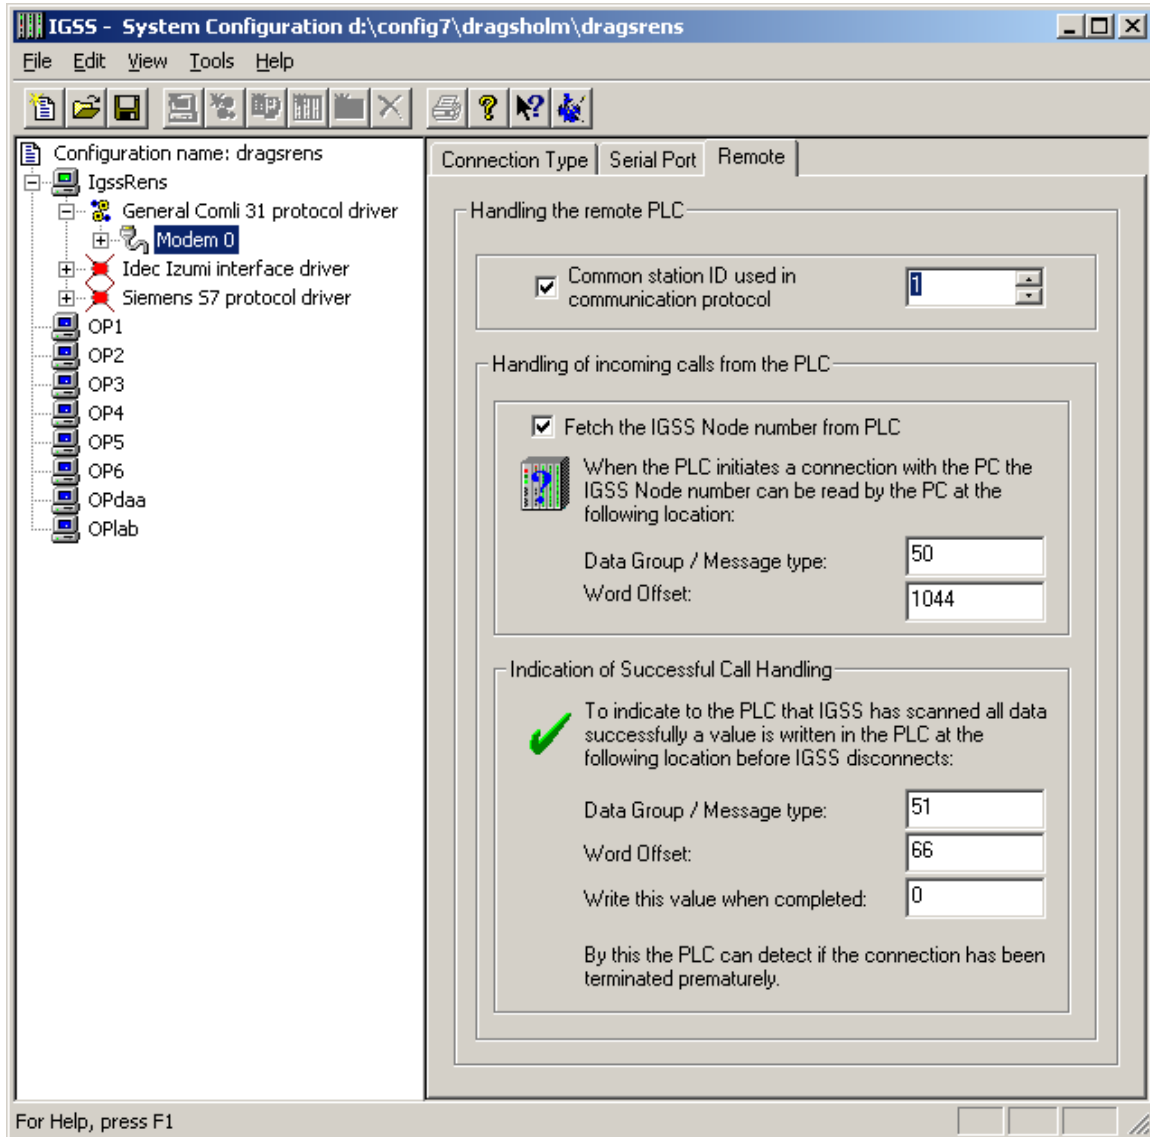 IGSS - System Configuration d:\config7\dragsholm\dragsrens
File Edit View Tools Help
Configuration name: dragsrens
IgssRens
General Comli 31 protocol driver
Modem 0
Idec Izumi interface driver
Siemens S7 protocol driver
OP1
OP2
OP3
OP4
OP5
OP6
OPdaa
OPlab
Connection Type Serial Port Remote
Handling the remote PLC
Common station ID used in
communication protocol
1
Handling of incoming calls from the PLC
Fetch the IGSS Node number from PLC
When the PLC initiates a connection with the PC the
IGSS Node number can be read by the PC at the
following location:
Data Group / Message type: 50
Word Offset: 1044
Indication of Successful Call Handling
To indicate to the PLC that IGSS has scanned all data
successfully a value is written in the PLC at the
following location before IGSS disconnects:
Data Group / Message type: 51
Word Offset: 66
Write this value when completed: 0
By this the PLC can detect if the connection has been
terminated prematurely.
For Help, press F1